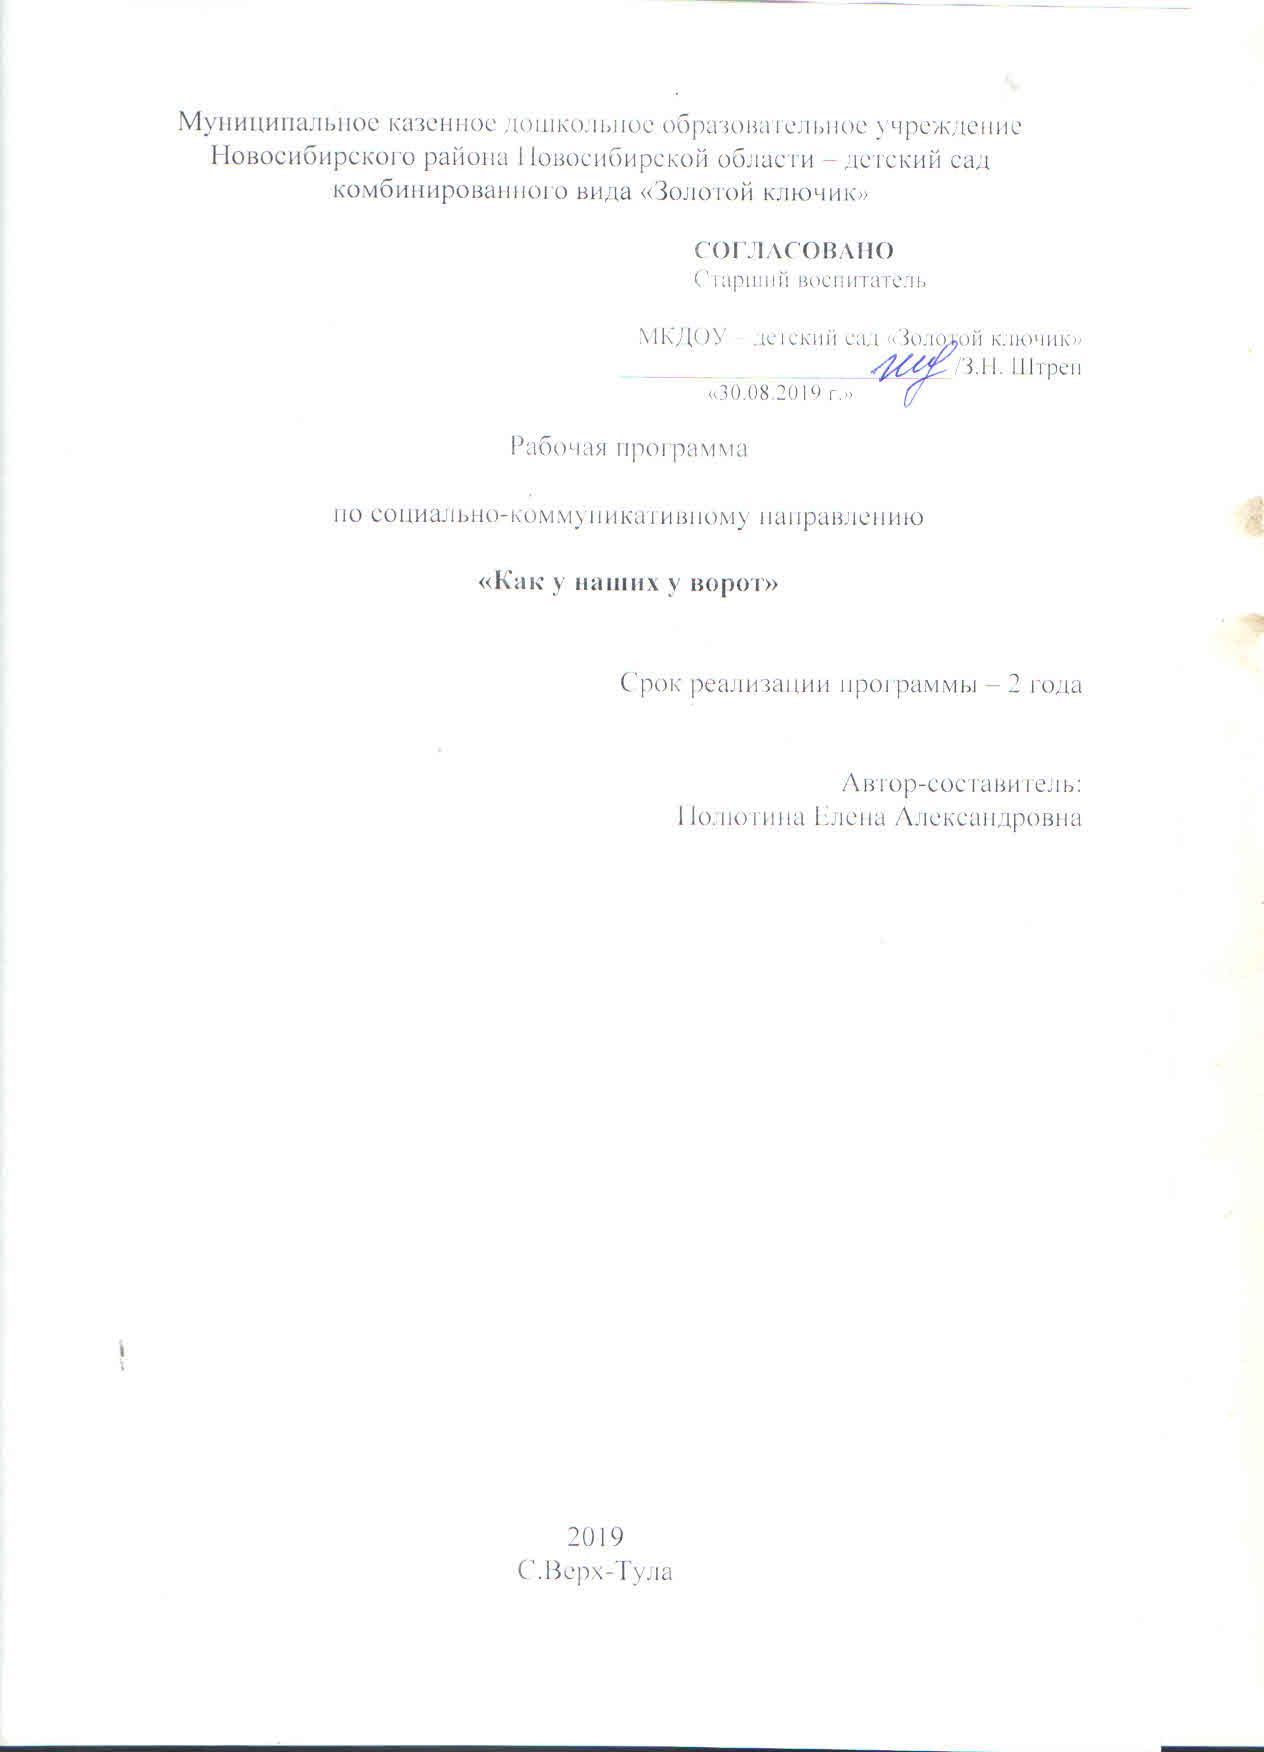 Муниципальное казенное дошкольное образовательное учреждение
Новосибирского района Новосибирской области – детский сад
комбинированного вида «Золотой ключик»
СОГЛАСОВАНО
Старший воспитатель
МКДОУ – детский сад «Золотой ключик»
/З.Н. Штреп
«30.08.2019 г.»
Рабочая программа
по социально-коммуникативному направлению
«Как у наших у ворот»
Срок реализации программы – 2 года
Автор-составитель:
Полютина Елена Александровна
2019
С.Верх-Тула